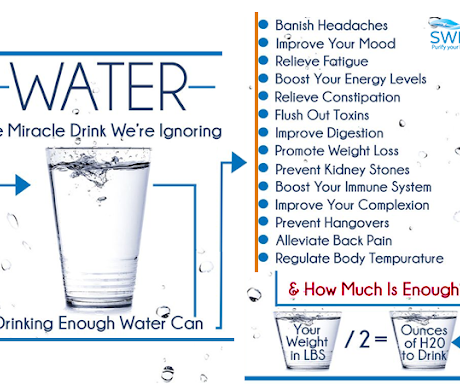 WATER
e Miracle Drink We're Ignoring
Drinking Enough Water Can
Banish Headaches
Improve Your Mood
Relieve Fatigue
Boost Your Energy Levels
Relieve Constipation
Flush Out Toxins
Improve Digestion
Promote Weight Loss
Prevent Kidney Stones
Boost Your Immune System
Improve Your Complexion
Prevent Hangovers
Alleviate Back Pain
Regulate Body Tempurature
& How Much Is Enough
Your
Weight
in LBS
/ 2 =
Ounces
of H20
to Drink
Purify your